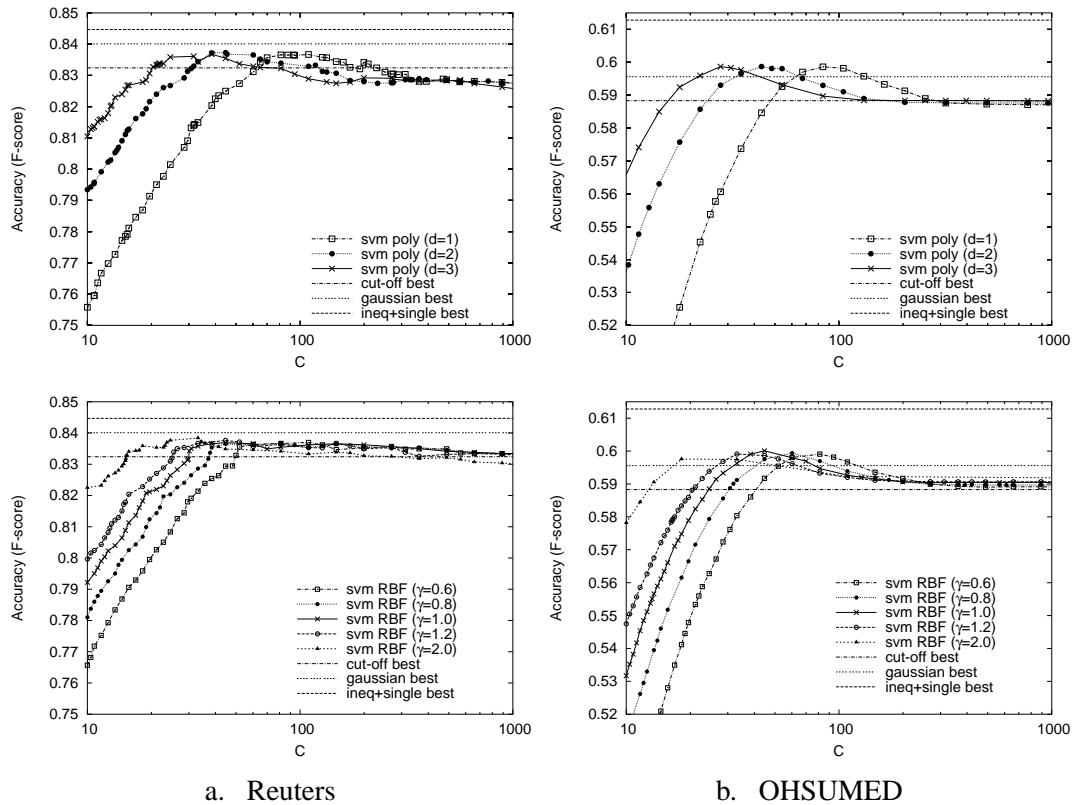 0.85
0.84
0.83
0.82
0.81
0.8
0.79
0.78
0.77
0.76
0.75
Accuracy (F-score)
10
100
1000
C
svm poly (d=1)
svm poly (d=2)
svm poly (d=3)
cut-off best
gaussian best
ineq+single best
0.61
0.6
0.59
0.58
0.57
0.56
0.55
0.54
0.53
0.52
Accuracy (F-score)
10
100
1000
C
svm poly (d=1)
svm poly (d=2)
svm poly (d=3)
cut-off best
gaussian best
ineq+single best
0.85
0.84
0.83
0.82
0.81
0.8
0.79
0.78
0.77
0.76
0.75
Accuracy (F-score)
10
100
1000
C
svm RBF (γ=0.6)
svm RBF (γ=0.8)
svm RBF (γ=1.0)
svm RBF (γ=1.2)
svm RBF (γ=2.0)
cut-off best
gaussian best
ineq+single best
0.61
0.6
0.59
0.58
0.57
0.56
0.55
0.54
0.53
0.52
Accuracy (F-score)
10
100
1000
C
svm RBF (γ=0.6)
svm RBF (γ=0.8)
svm RBF (γ=1.0)
svm RBF (γ=1.2)
svm RBF (γ=2.0)
cut-off best
gaussian best
ineq+single best
a. Reuters
b. OHSUMED